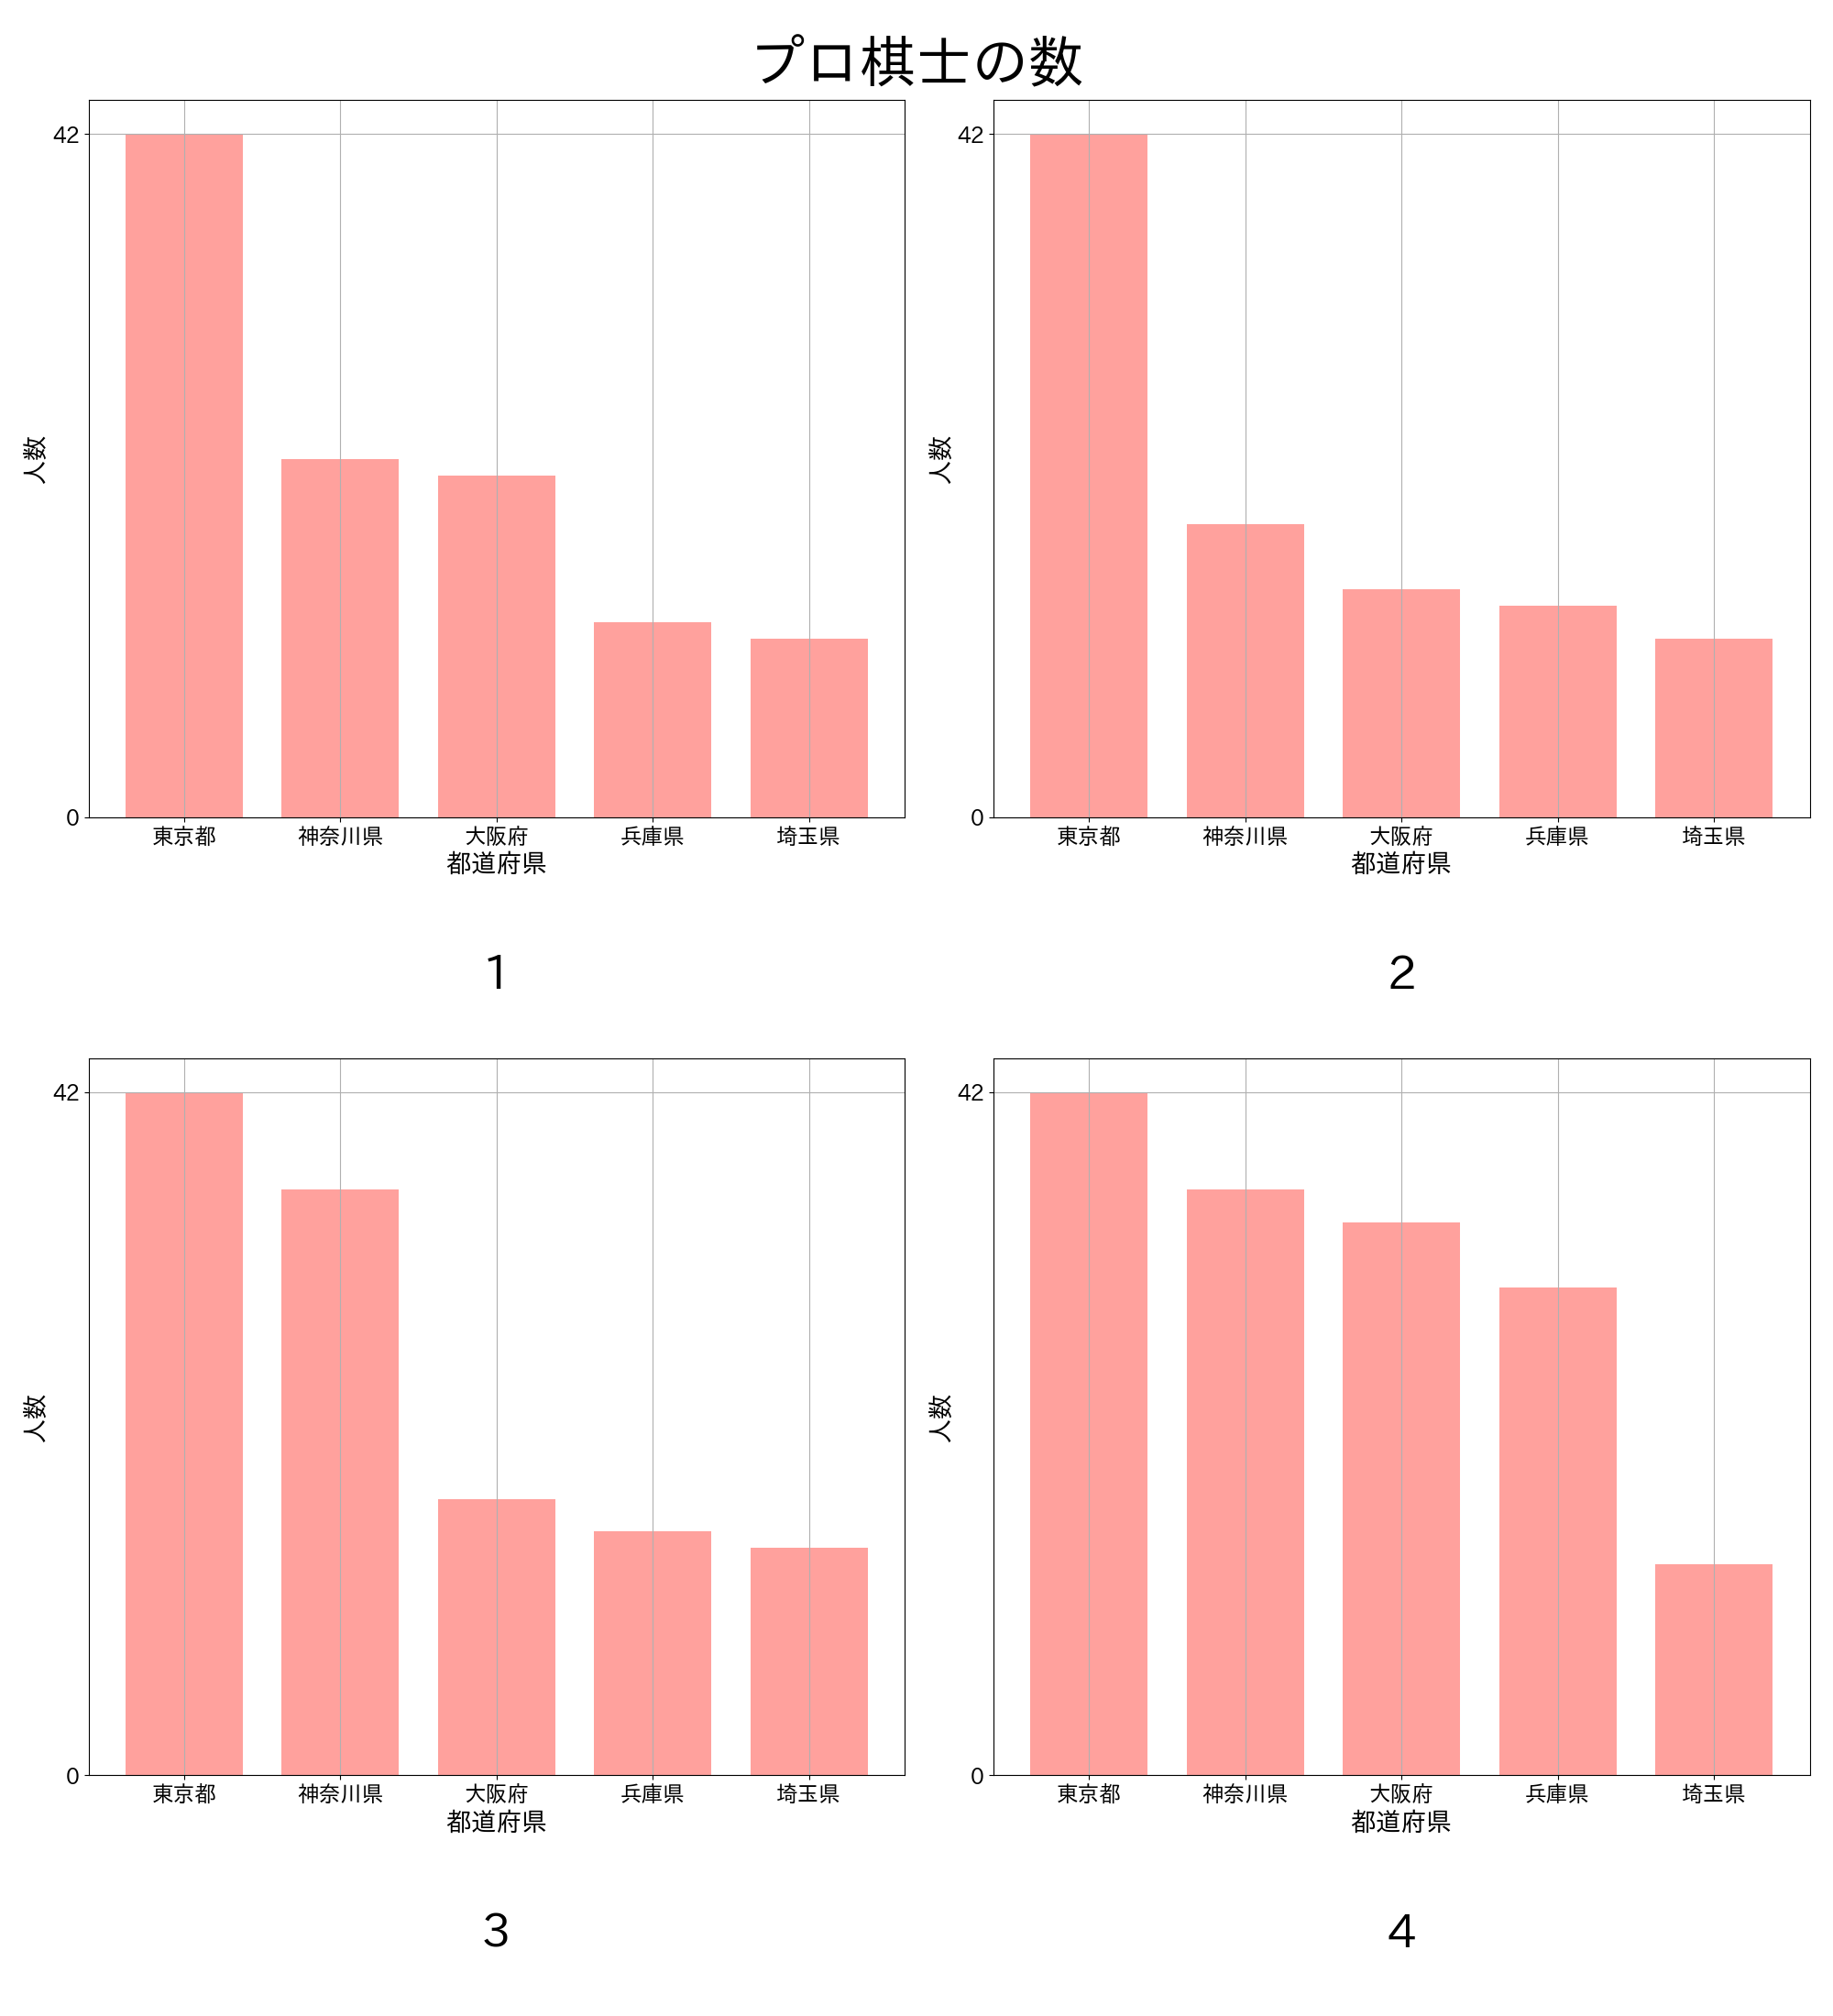 プロ棋士の数
42
人数
0
東京都 神奈川県 大阪府 兵庫県 埼玉県
都道府県
1
42
人数
0
東京都 神奈川県 大阪府 兵庫県 埼玉県
都道府県
2
42
人数
0
東京都 神奈川県 大阪府 兵庫県 埼玉県
都道府県
3
42
人数
0
東京都 神奈川県 大阪府 兵庫県 埼玉県
都道府県
4